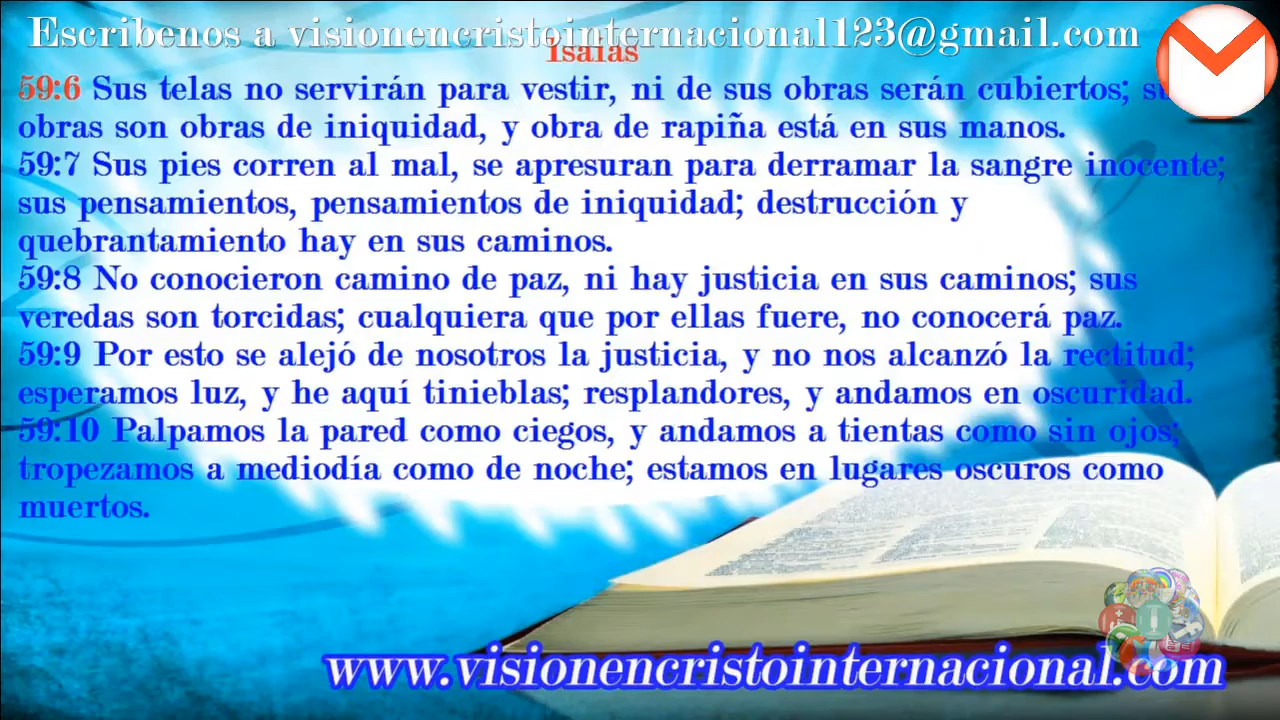 Escribenos a visionencristointernacional123@gmail.com
Isaías
59:6 Sus telas no servirán para vestir, ni de sus obras serán cubiertos; sus
obras son obras de iniquidad, y obra de rapiña está en sus manos.
59:7 Sus pies corren al mal, se apresuran para derramar la sangre inocente;
sus pensamientos, pensamientos de iniquidad; destrucción y
quebrantamiento hay en sus caminos.
59:8 No conocieron camino de paz, ni hay justicia en sus caminos; sus
veredas son torcidas; cualquiera que por ellas fuere, no conocerá paz.
59:9 Por esto se alejó de nosotros la justicia, y no nos alcanzó la rectitud;
esperamos luz, y he aquí tinieblas; resplandores, y andamos en oscuridad.
59:10 Palpamos la pared como ciegos, y andamos a tientas como sin ojos;
tropezamos a mediodía como de noche; estamos en lugares oscuros como
muertos.
www.visionencristointernacional.com